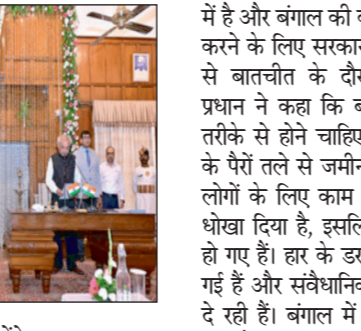 में है और बंगाल की
करने के लिए सरका
से बातचीत के दौ
प्रधान ने कहा कि
तरीके से होने चाहिए
के पैरों तले से जमीन
लोगों के लिए काम
धोखा दिया है, इसलि
हो गए हैं। हार के डर
गई हैं और संवैधानि
दे रही हैं। बंगाल में